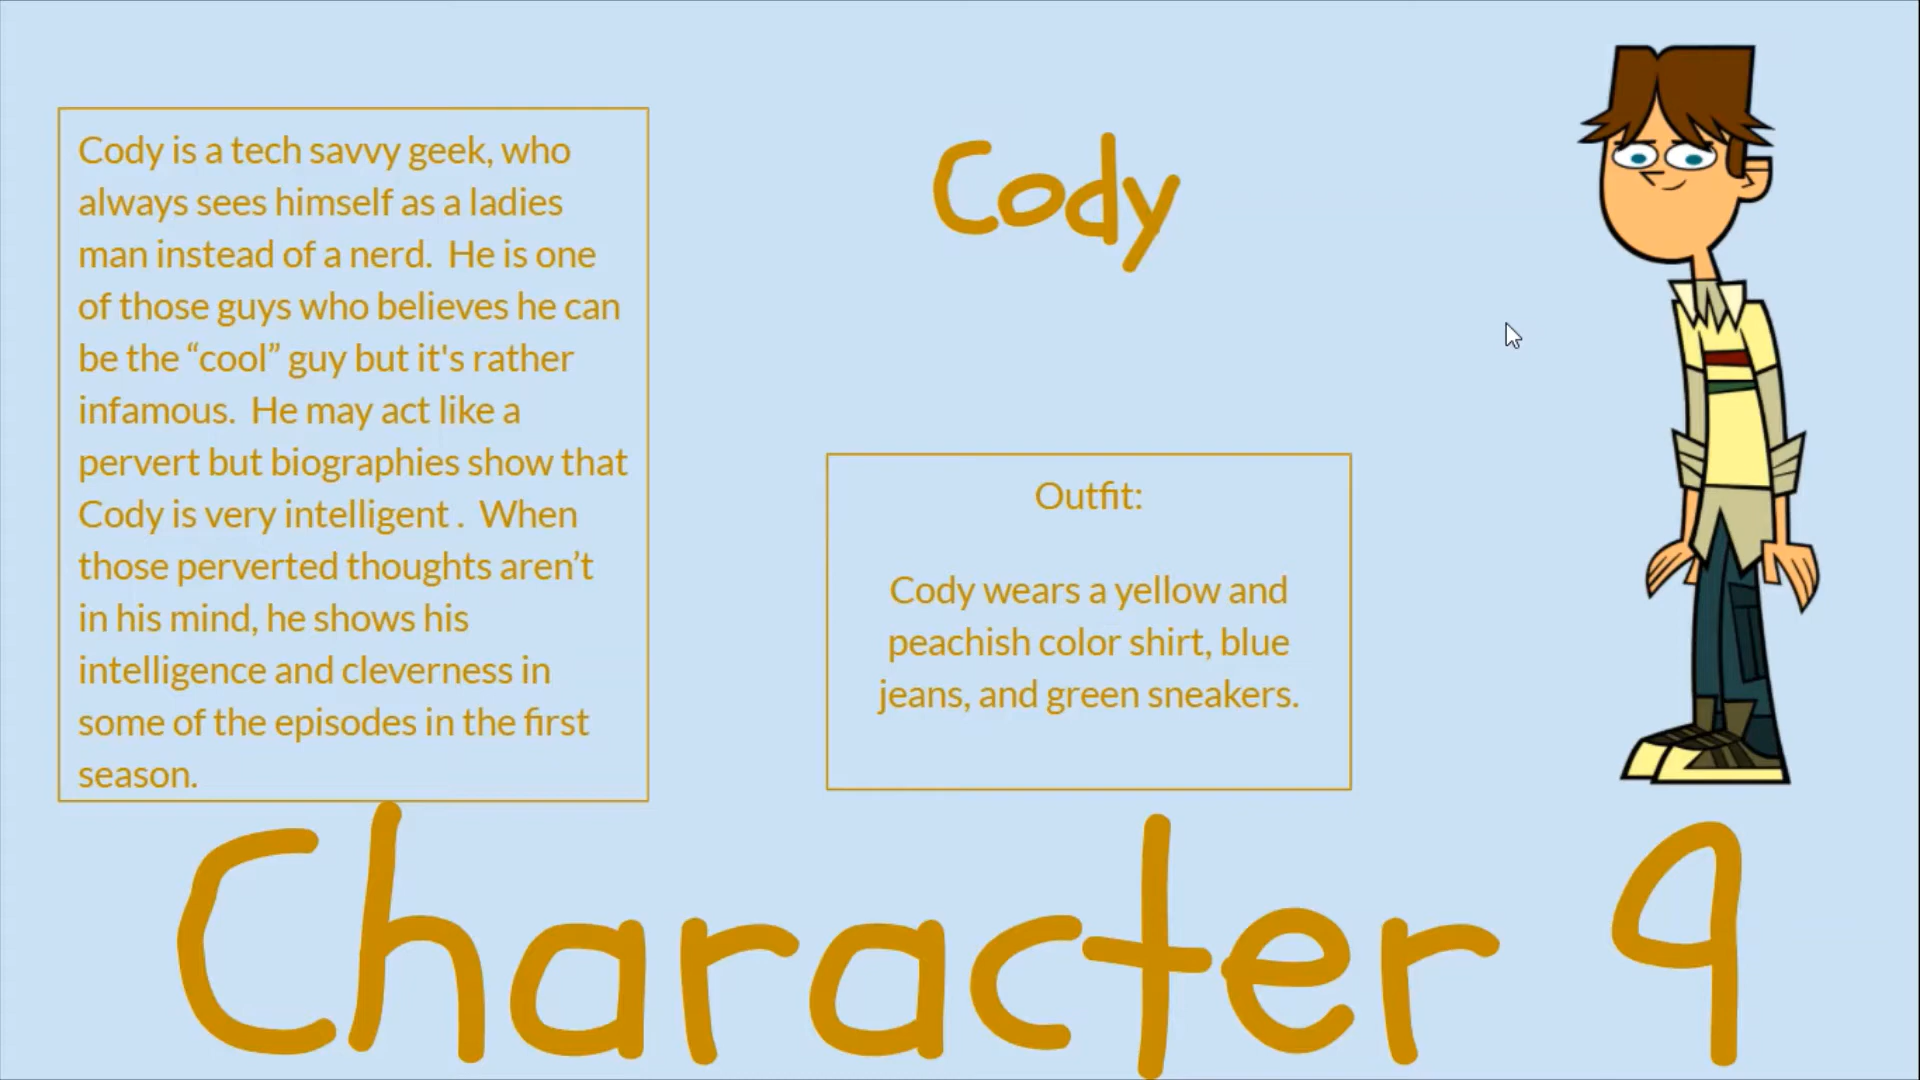 Cody is a tech savvy geek, who
always sees himself as a ladies
man instead of a nerd.  He is one
of those guys who believes he can
be the “cool” guy but it's rather
infamous.  He may act like a
pervert but biographies show that
Cody is very intelligent .  When
those perverted thoughts aren’t
in his mind, he shows his
intelligence and cleverness in
some of the episodes in the first
season.
Cody
Outfit:
Cody wears a yellow and
peachish color shirt, blue
jeans, and green sneakers.
Character 9